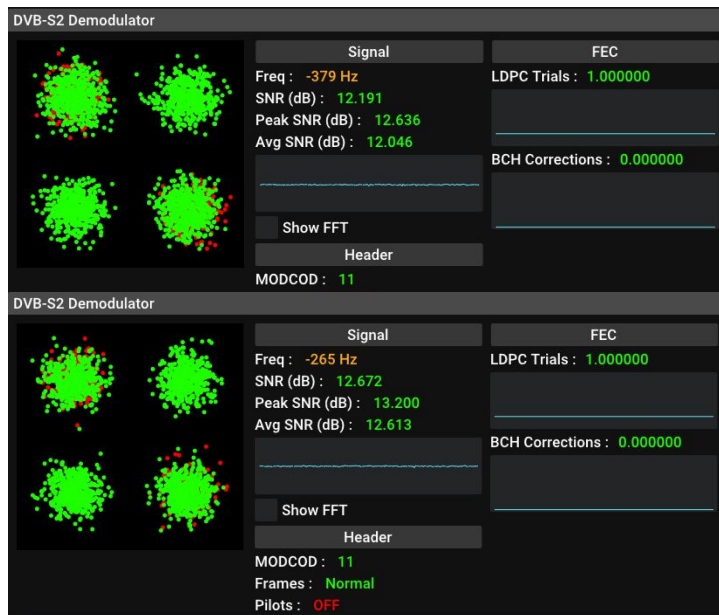 DVB-S2 Demodulator
Signal
Freq : -379 Hz
SNR (dB) : 12.191
Peak SNR (dB) : 12.636
Avg SNR (dB) : 12.046
Show FFT
Header
MODCOD : 11
FEC
LDPC Trials : 1.000000
BCH Corrections : 0.000000
DVB-S2 Demodulator
Signal
Freq : -265 Hz
SNR (dB) : 12.672
Peak SNR (dB) : 13.200
Avg SNR (dB) : 12.613
Show FFT
Header
MODCOD : 11
Frames : Normal
Pilots : OFF
FEC
LDPC Trials : 1.000000
BCH Corrections : 0.000000